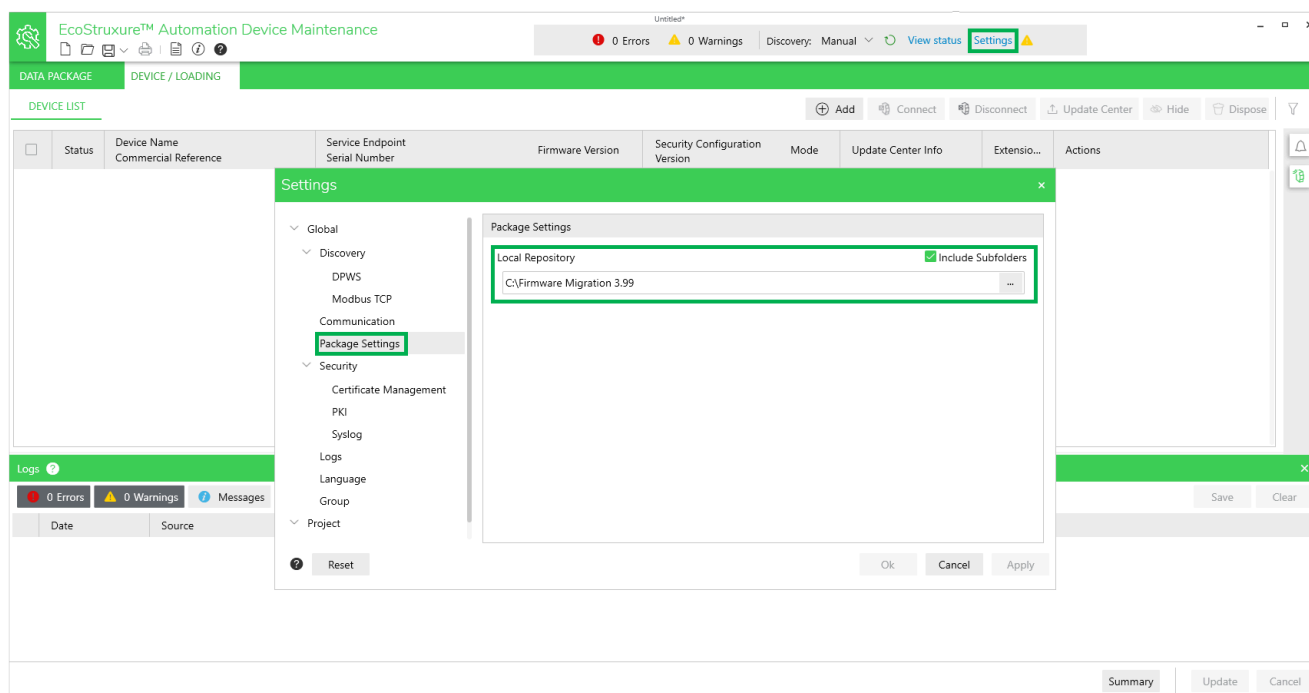 Untitled*
EcoStruxure™ Automation Device Maintenance
0 Errors 0 Warnings Discovery: Manual View status Settings
DATA PACKAGE DEVICE / LOADING
DEVICE LIST
Add Connect Disconnect Update Center Hide Dispose
Status Device Name Service Endpoint Firmware Version Security Configuration Mode Update Center Info Extensio... Actions
Commercial Reference Serial Number Version
Settings
Global
Discovery
DPWS
Modbus TCP
Communication
Package Settings
Security
Certificate Management
PKI
Syslog
Logs
Language
Group
Project
Package Settings
Local Repository Include Subfolders
C:\Firmware Migration 3.99 ...
Reset Ok Cancel Apply
Logs
0 Errors 0 Warnings Messages Save Clear
Date Source
Summary Update Cancel